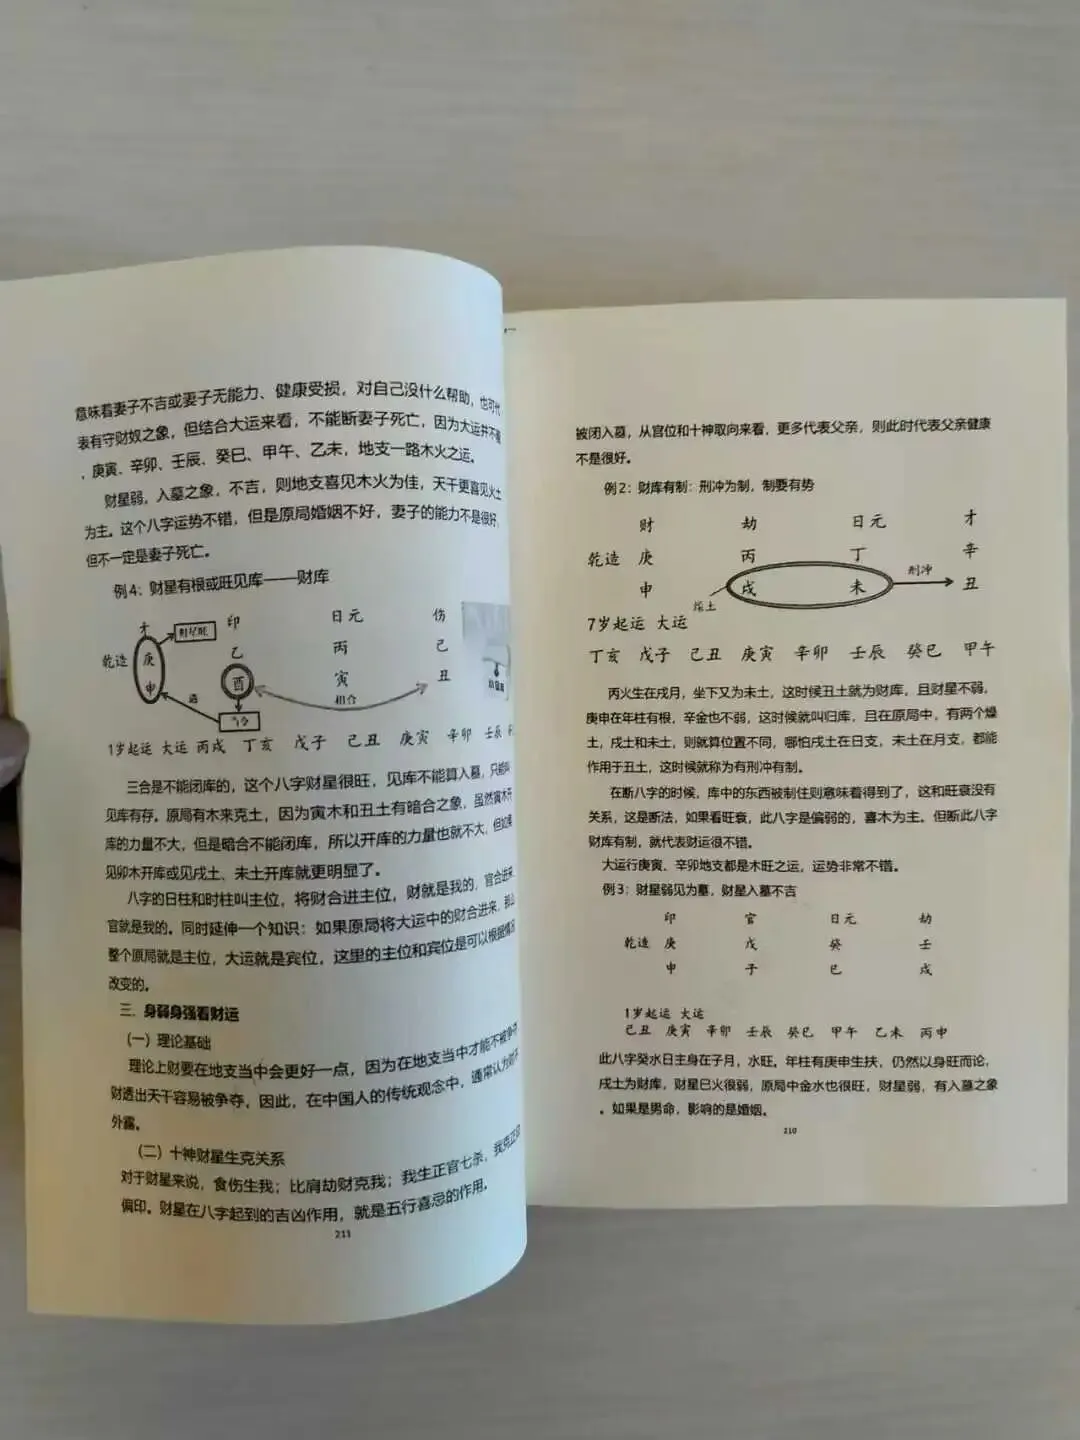 意味着妻子不吉或妻子无能力、健康受损，对自己没什么帮助，也可代
表有守财奴之象，但结合大运来看，不能断妻子死亡，因为大运并不
，庚寅、辛卯、壬辰、癸巳、甲午、乙未，地支一路木火之运。
财星弱，入墓之象，不吉，则地支喜见木火为佳，天干更喜见火土
为主。这个八字运势不错，但是原局婚姻不好，妻子的能力不是很好，
但不一定是妻子死亡。
例4：财星有根或旺见库——财库
才 印 日元 伤
财星旺
乾造 庚 乙 丙 己
申 酉 寅 丑
暗合
当令
1岁起运 大运 丙戌 丁亥 戊子 己丑 庚寅 辛卯 壬辰
三合是不能闭库的，这个八字财星很旺，见库不能算入墓，只能叫
见库有存。原局有木来克土，因为寅木和丑土有暗合之象，虽然寅木开
库的力量不大，但是暗合不能闭库，所以开库的力量也就不大，但如果
见卯木开库或见戌土、未土开库就更明显了。
八字的日柱和时柱叫主位，将财合进主位，财就是我的，官合进来，
官就是我的。同时延伸一个知识：如果原局将大运中的财合进来，那么
整个原局就是主位，大运就是宾位，这里的主位和宾位是可以根据情况
改变的。
三、身弱身强看财运
（一）理论基础
理论上财要在地支当中会更好一点，因为在地支当中才能不被争夺
财透出天干容易被争夺，因此，在中国人的传统观念中，通常认为财不
外露。
（二）十神财星生克关系
对于财星来说，食伤生我；比肩劫财克我；我生正官七杀，我克正印
偏印。财星在八字起到的吉凶作用，就是五行喜忌的作用。
211
被闭入墓，从宫位和十神取向来看，更多代表父亲，则此时代表父亲健康
不是很好。
例2：财库有制：刑冲为制，制要有势
财 劫 日元 才
乾造 庚 丙 丁 辛
申 戌 未 刑冲 丑
燥土
7岁起运 大运
丁亥 戊子 己丑 庚寅 辛卯 壬辰 癸巳 甲午
丙火生在戌月，坐下又为未土，这时候丑土就为财库，且财星不弱，
庚申在年柱有根，辛金也不弱，这时候就叫归库，且在原局中，有两个燥
土，戌土和未土，则就算位置不同，哪怕戌土在日支，未土在月支，都能
作用于丑土，这时候就称为有刑冲有制。
在断八字的时候，库中的东西被制住则意味着得到了，这和旺衰没有
关系，这是断法，如果看旺衰，此八字是偏弱的，喜木为主。但断此八字
财库有制，就代表财运很不错。
大运行庚寅、辛卯地支都是木旺之运，运势非常不错。
例3：财星弱见为墓，财星入墓不吉
印 官 日元 劫
乾造 庚 戊 癸 壬
申 子 巳 戌
1岁起运 大运
己丑 庚寅 辛卯 壬辰 癸巳 甲午 乙未 丙申
此八字癸水日主身在子月，水旺。年柱有庚申生扶，仍然以身旺而论，
戌土为财库，财星巳火很弱，原局中金水也很旺，财星弱，有入墓之象
。如果是男命，影响的是婚姻。
210